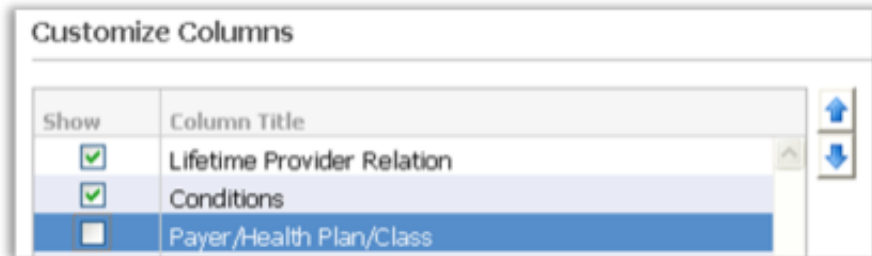 Customize Columns
Show Column Title
Lifetime Provider Relation
Conditions
Payer/Health Plan/Class